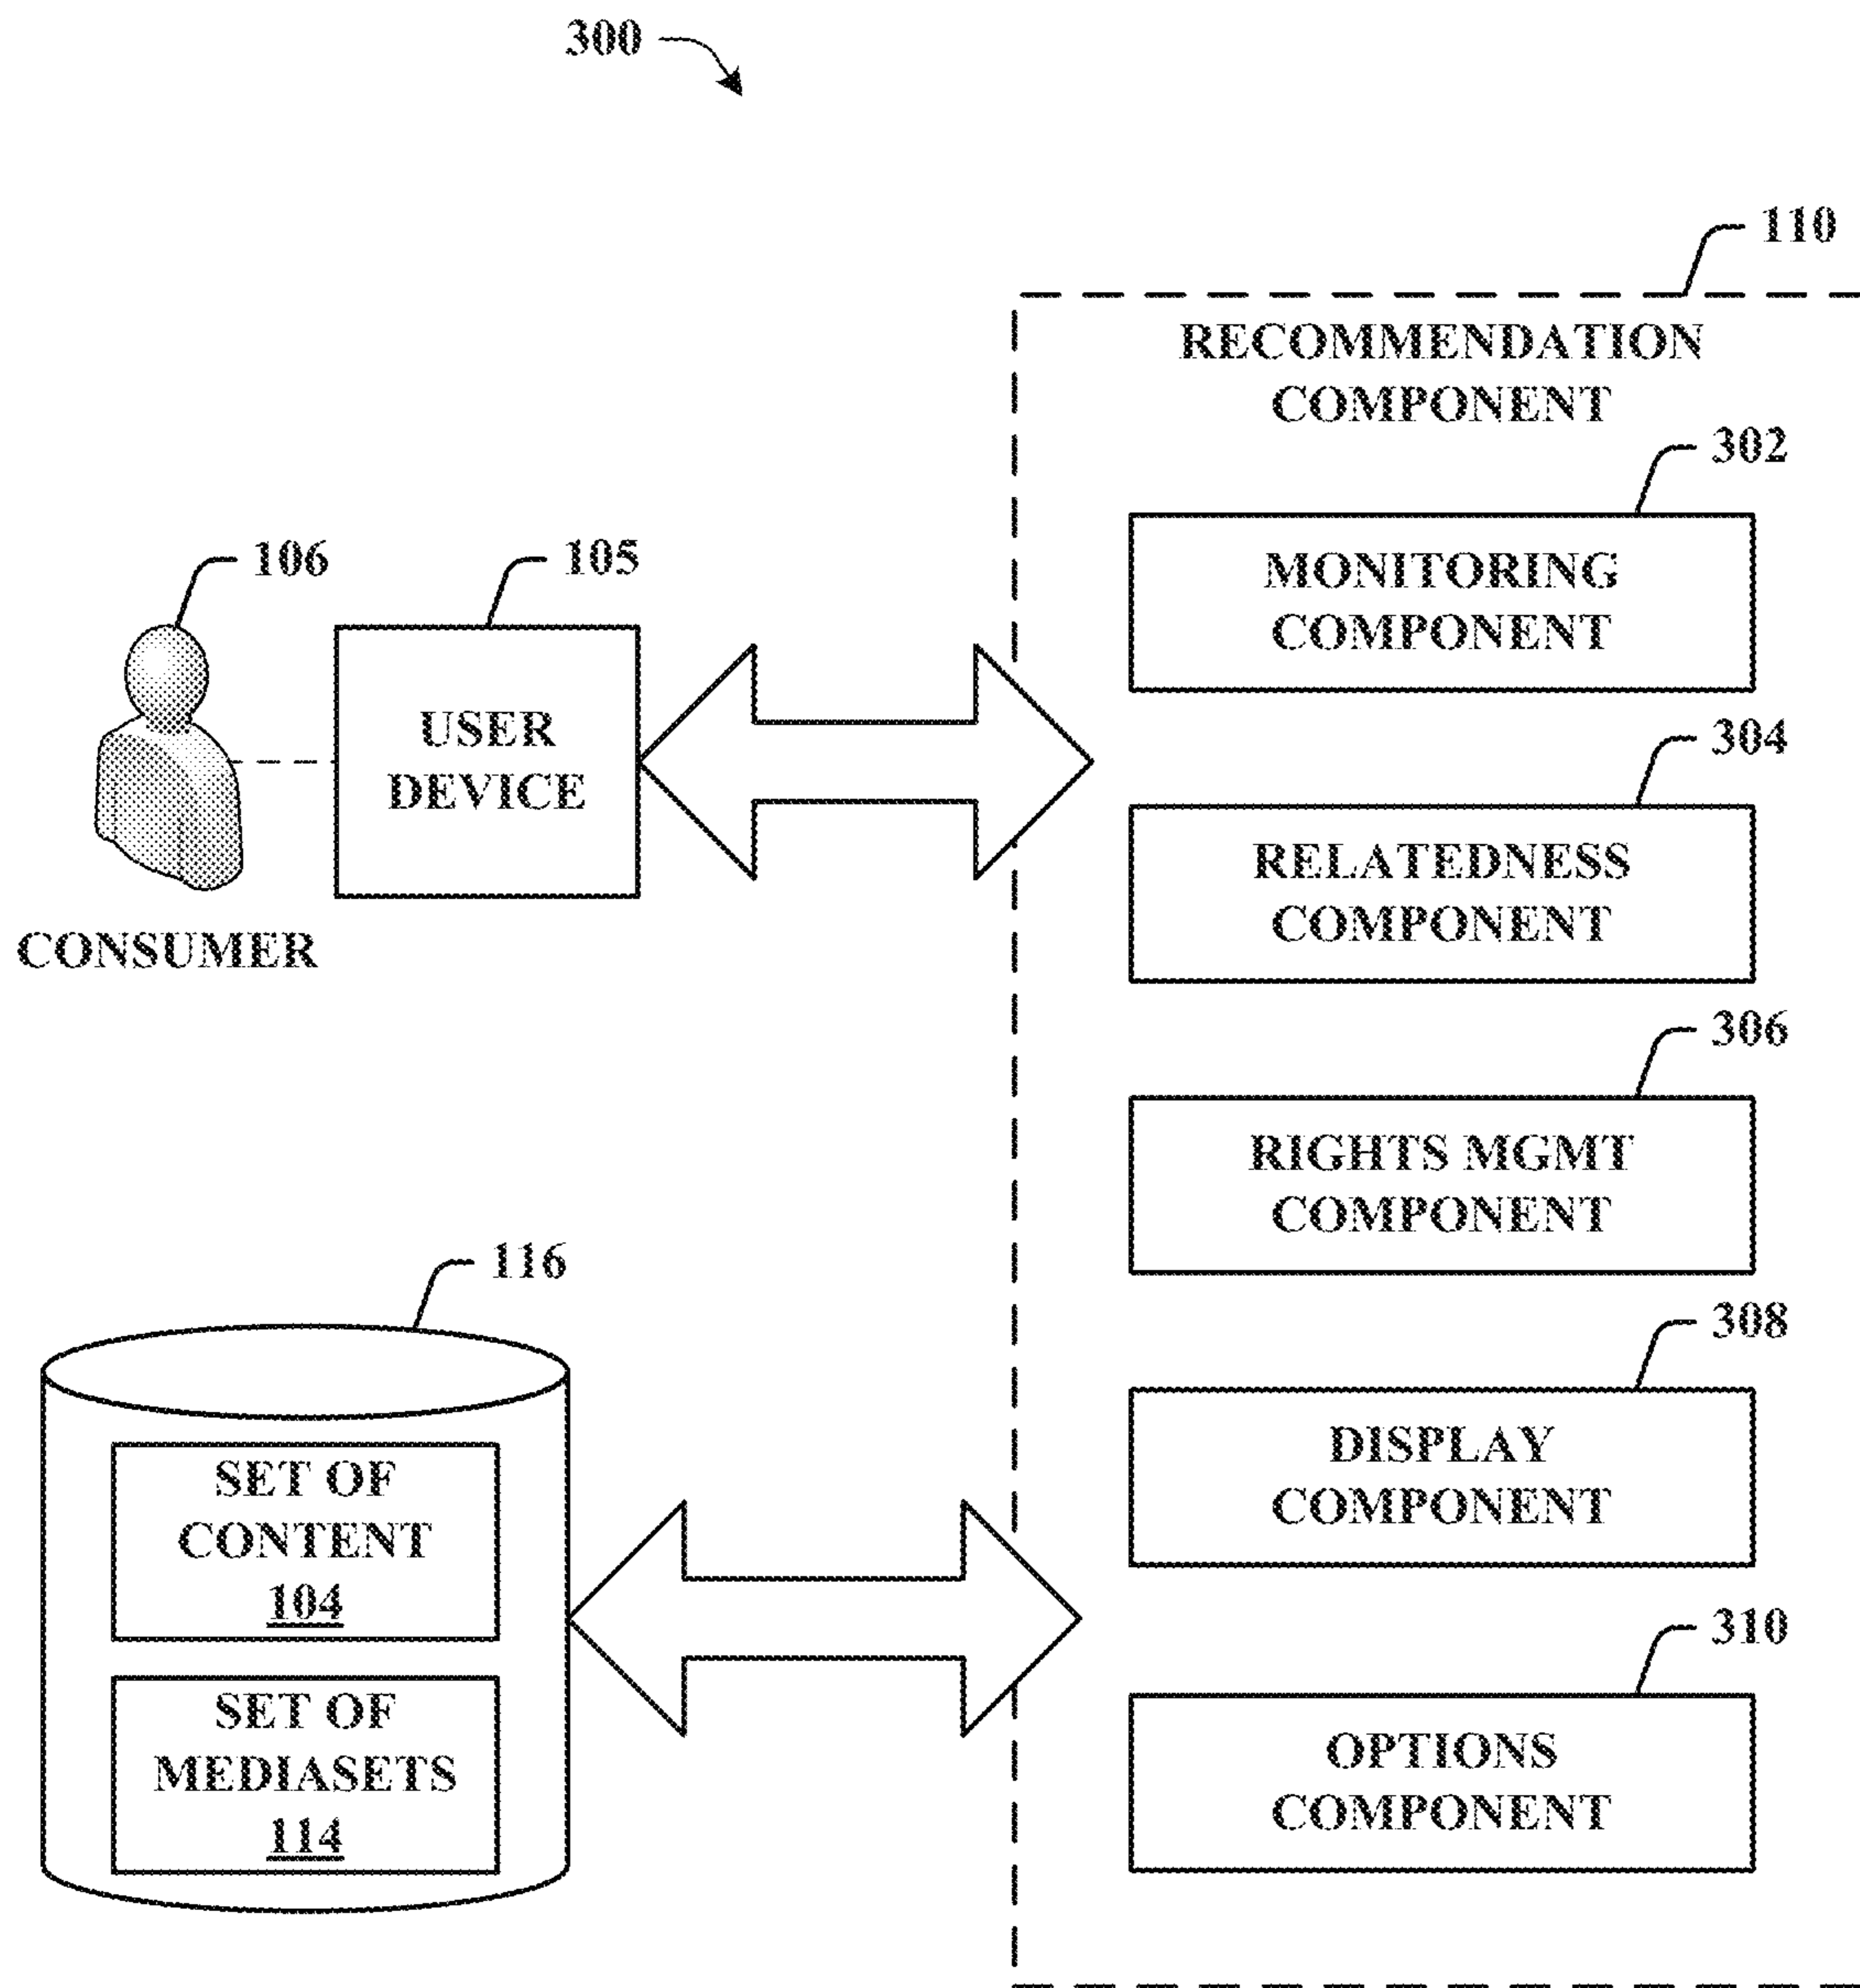 300
110
RECOMMENDATION
COMPONENT
302
MONITORING
COMPONENT
106
105
USER
DEVICE
CONSUMER
304
RELATEDNESS
COMPONENT
306
RIGHTS MGMT
COMPONENT
116
SET OF
CONTENT
104
SET OF
MEDIASETS
114
308
DISPLAY
COMPONENT
310
OPTIONS
COMPONENT